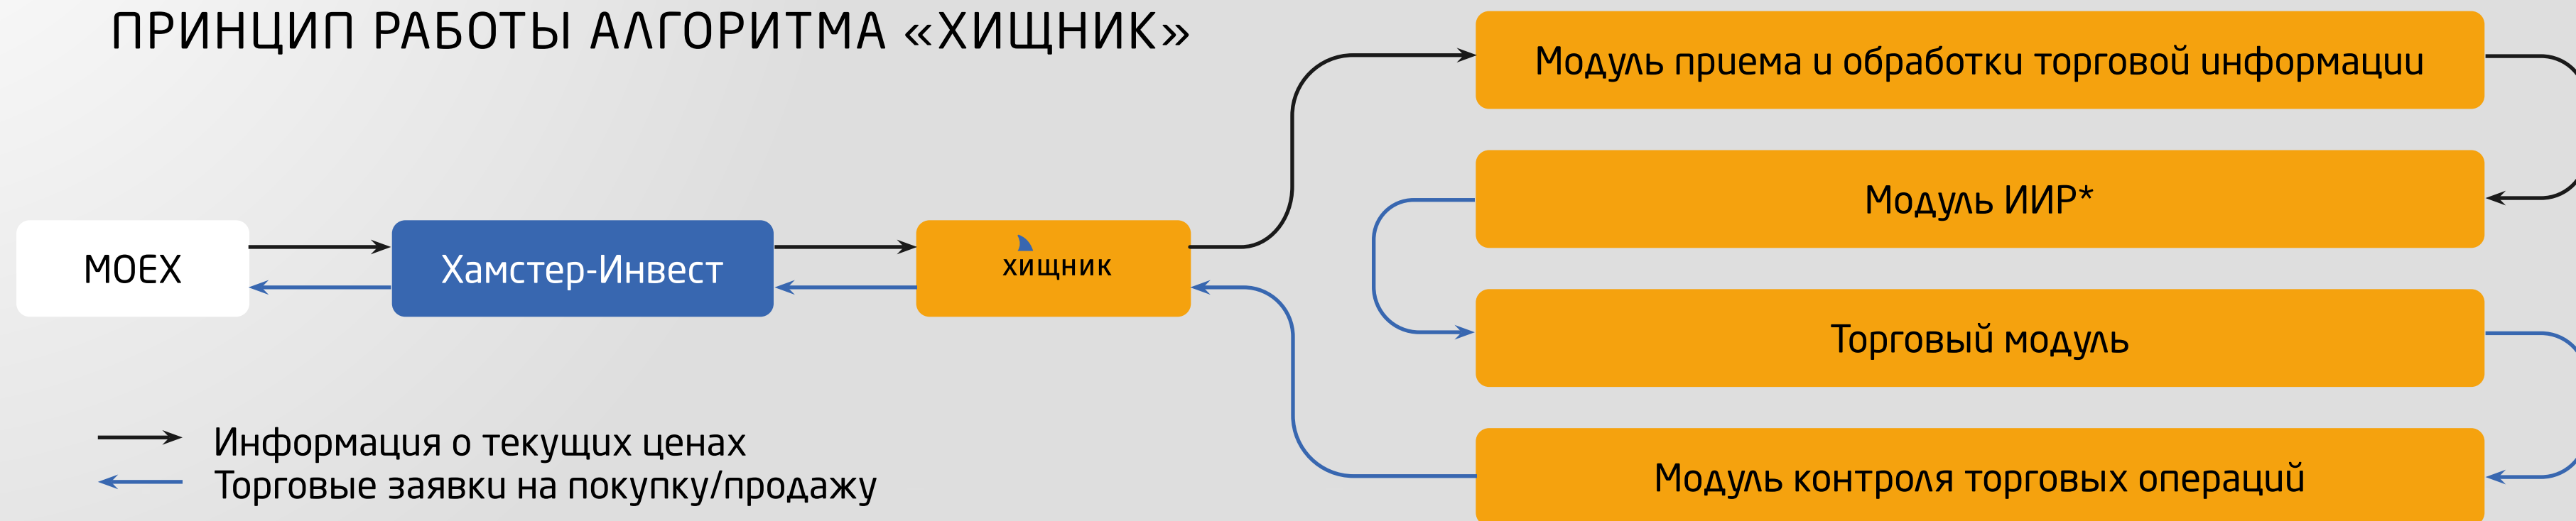 ПРИНЦИП РАБОТЫ АЛГОРИТМА «ХИЩНИК»
Модуль приема и обработки торговой информации
Модуль ИИР*
MOEX
Хамстер-Инвест
хищник
Торговый модуль
Информация о текущих ценах
Торговые заявки на покупку/продажу
Модуль контроля торговых операций